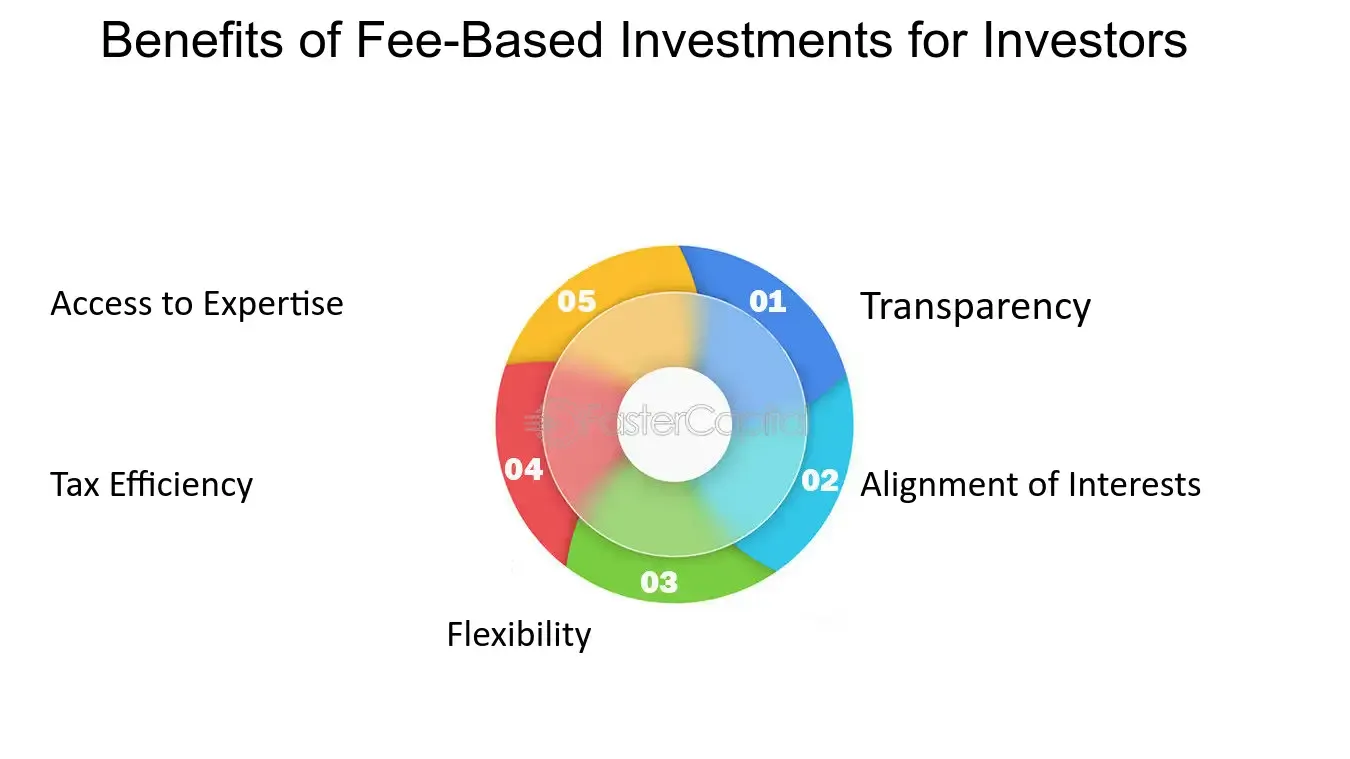 Benefits of Fee-Based Investments for Investors
05
01
Access to Expertise
Transparency
FasterCapital
04
02
Tax Efficiency
Alignment of Interests
03
Flexibility